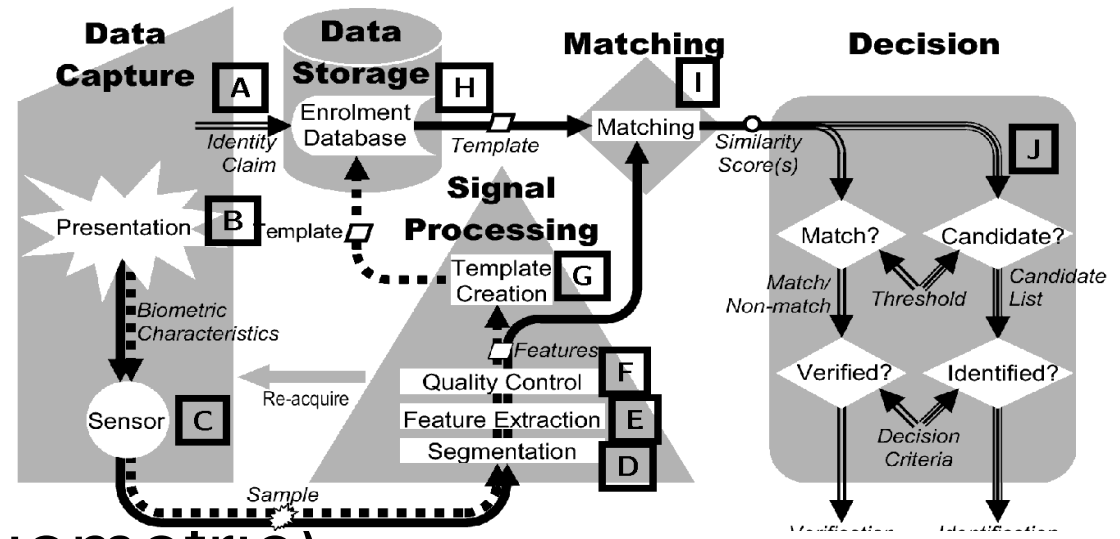 Data
Capture
Data
Storage
Matching
Decision
A
H
I
Enrolment
Database
Identity
Claim
Template
Matching
Similarity
Score(s)
J
Presentation
B
Template
Signal
Processing
Template
Creation
G
Match?
Candidate?
Match/
Non-match
Threshold
Candidate
List
Biometric
Characteristics
Features
Quality Control
F
Re-acquire
Feature Extraction
E
Segmentation
D
Sensor
C
Verified?
Identified?
Decision
Criteria
Sample
Verification
Identification